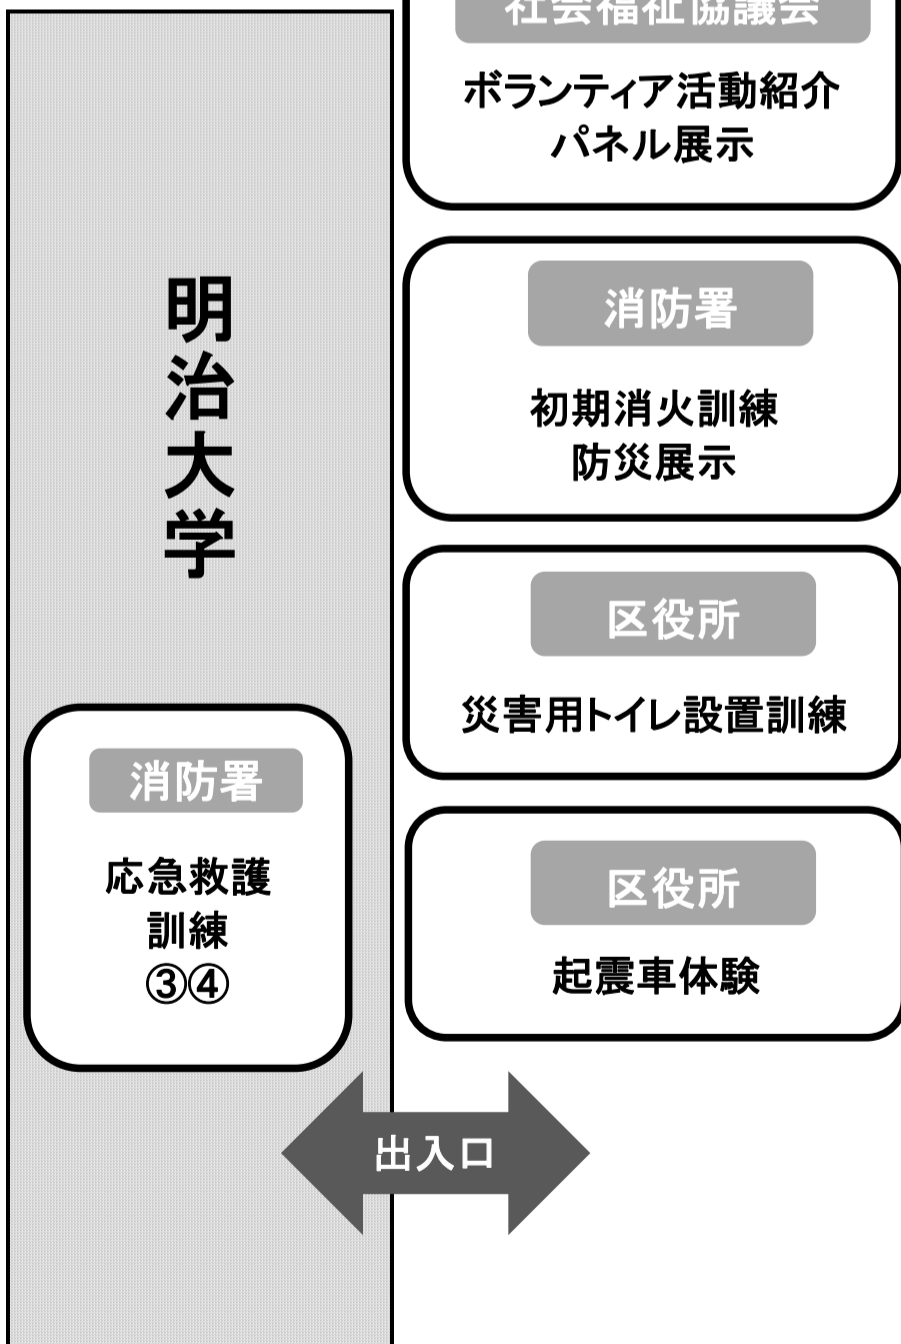 社会福祉協議会
ボランティア活動紹介
パネル展示
明治大学
消防署
初期消火訓練
防災展示
区役所
災害用トイレ設置訓練
消防署
応急救護
訓練
③④
区役所
起震車体験
出入口